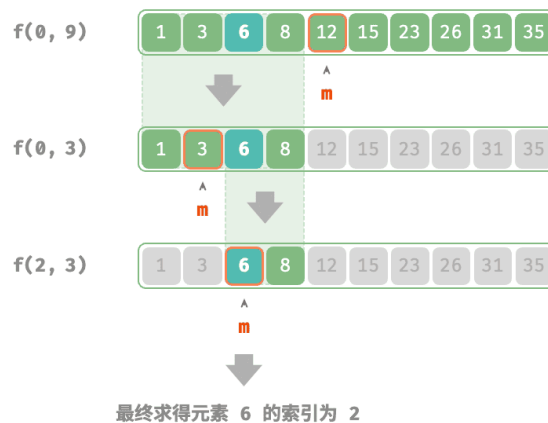 f(0, 9) 1 3 6 8 12 15 23 26 31 35
m
f(0, 3) 1 3 6 8 12 15 23 26 31 35
m
f(2, 3) 1 3 6 8 12 15 23 26 31 35
m
最终求得元素 6 的索引为 2